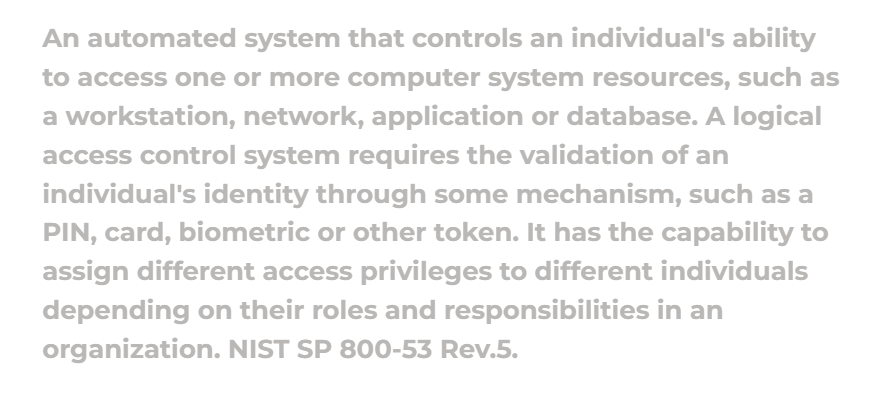 An automated system that controls an individual's ability
to access one or more computer system resources, such as
a workstation, network, application or database. A logical
access control system requires the validation of an
individual's identity through some mechanism, such as a
PIN, card, biometric or other token. It has the capability to
assign different access privileges to different individuals
depending on their roles and responsibilities in an
organization. NIST SP 800-53 Rev.5.